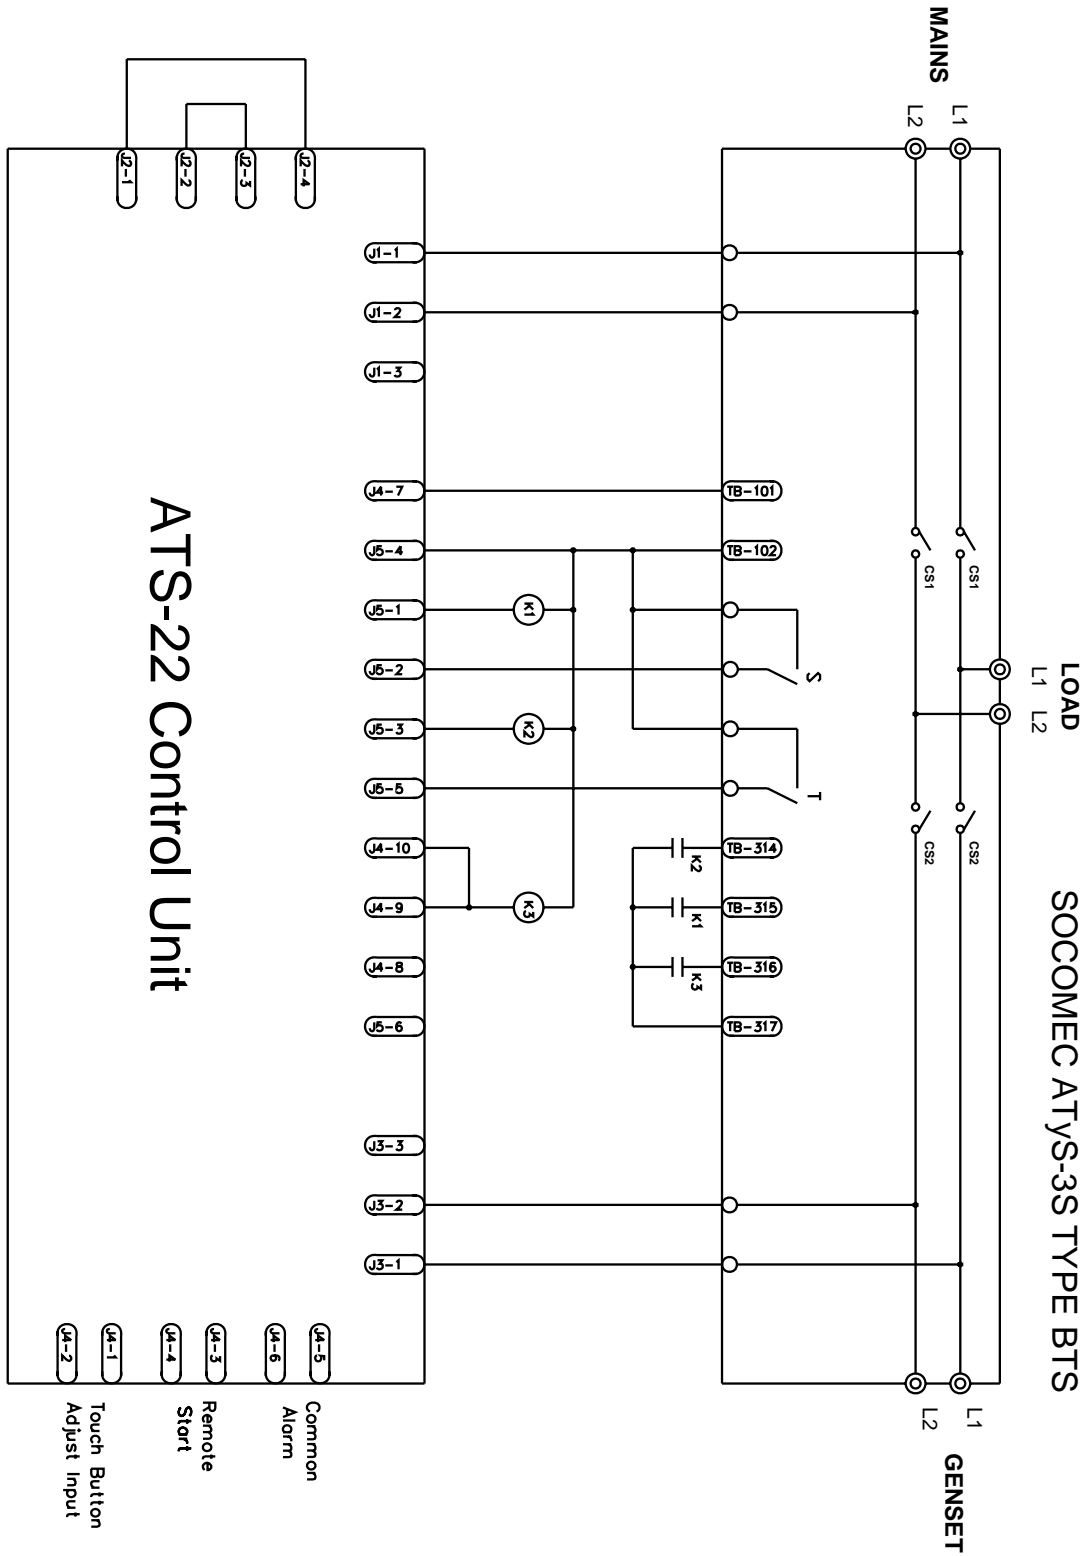 SOCOMEC ATyS-3S TYPE BTS
MAINS
LOAD
GENSET
L1
L2
L1 L2
L1
L2
CS1
CS1
CS2
CS2
S
T
TB-101
TB-102
TB-314
TB-315
TB-316
TB-317
K2
K1
K3
K1
K2
K3
J2-4
J2-3
J2-2
J2-1
J1-1
J1-2
J1-3
J4-7
J5-4
J5-1
J5-2
J5-3
J5-5
J4-10
J4-9
J4-8
J5-6
J3-3
J3-2
J3-1
ATS-22 Control Unit
J4-5
J4-6
J4-3
J4-4
J4-1
J4-2
Common
Alarm
Remote
Start
Touch Button
Adjust Input